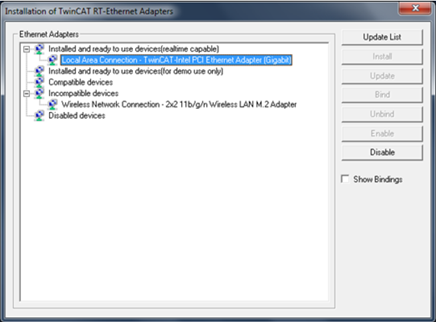 Installation of TwinCAT RT-Ethernet Adapters
Ethernet Adapters
Installed and ready to use devices(realtime capable)
Local Area Connection - TwinCAT-Intel PCI Ethernet Adapter (Gigabit)
Installed and ready to use devices(for demo use only)
Compatible devices
Incompatible devices
Wireless Network Connection - 2x2 11b/g/n Wireless LAN M.2 Adapter
Disabled devices
Update List
Install
Update
Bind
Unbind
Enable
Disable
Show Bindings